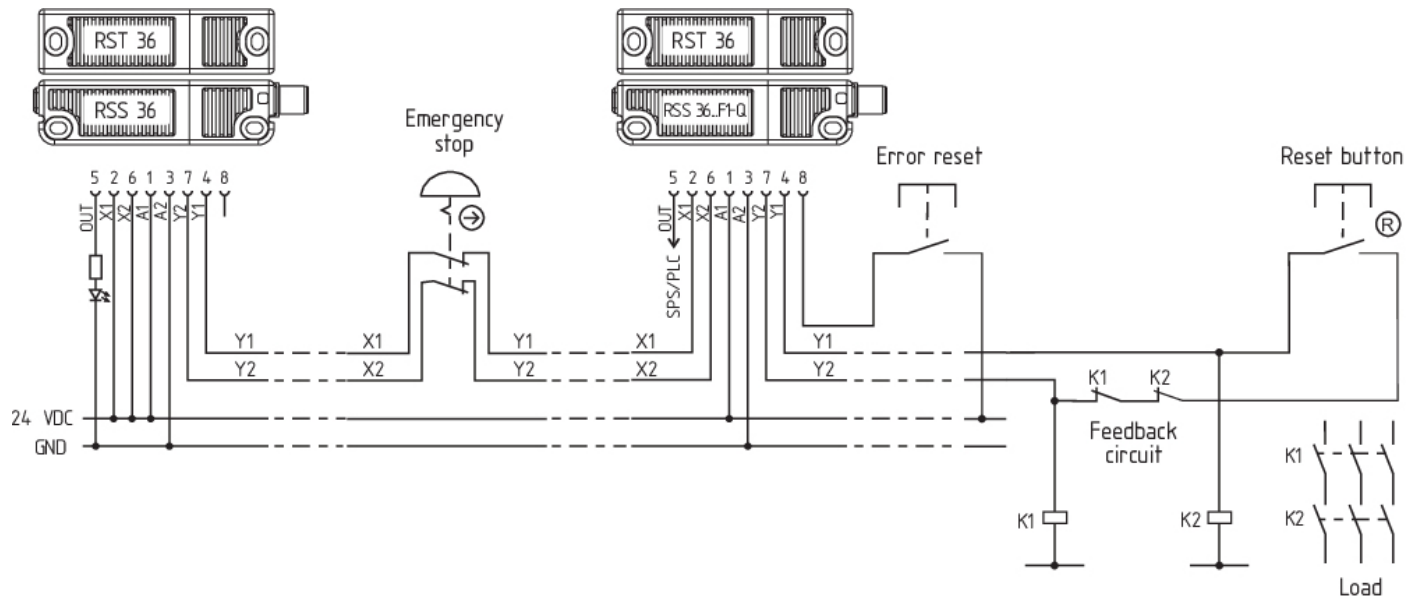 RST 36
RST 36
RSS 36
RSS 36..F1-Q
Emergency
stop
Error reset
Reset button
5 2 6 1 3 7 4 8
5 2 6 1 3 7 4 8
OUT X1 X2 A1 A2 Y2 Y1
OUT X1 X2 A1 A2 Y2 Y1
R
SPS/PLC
Y1 X1 Y1 X1 Y1
Y2 X2 Y2 X2 Y2
K1 K2
24 VDC
GND
Feedback
circuit
K1
K2
K1 K2
Load